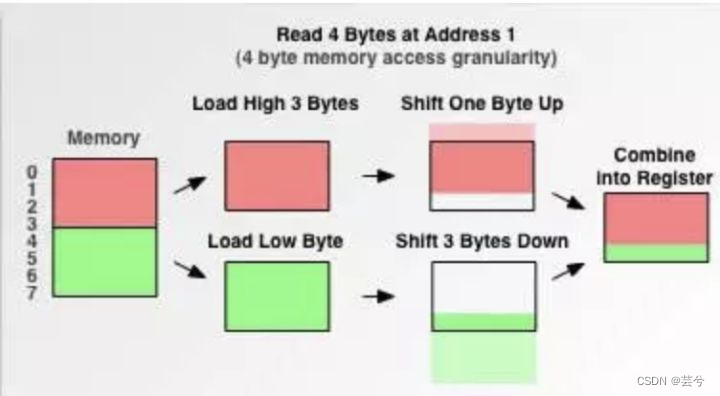 Read 4 Bytes at Address 1
(4 byte memory access granularity)
Load High 3 Bytes
Shift One Byte Up
Memory
Combine
into Register
0
1
2
3
4
5
6
7
Load Low Byte
Shift 3 Bytes Down
CSDN @芸兮